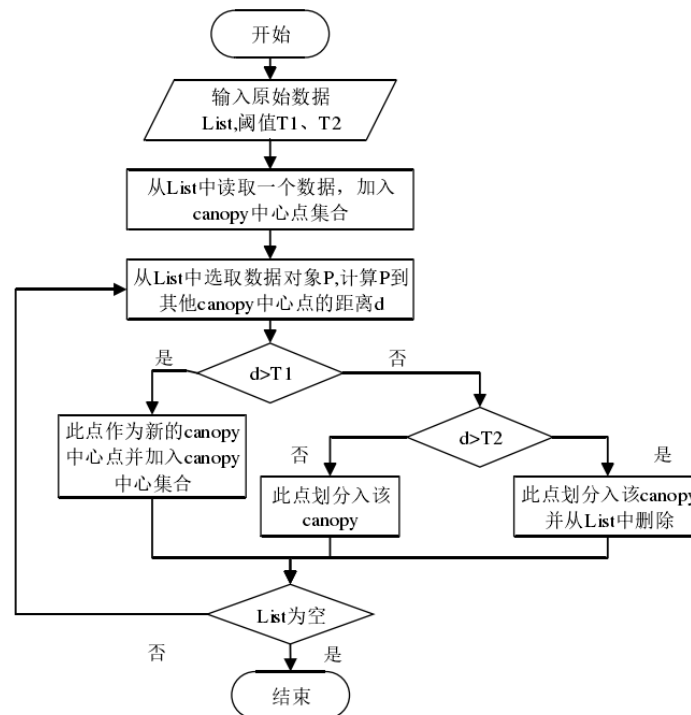 开始
输入原始数据
List,阈值T1、T2
从List中读取一个数据，加入
canopy中心点集合
从List中选取数据对象P,计算P到
其他canopy中心点的距离d
是
否
d>T1
此点作为新的canopy
中心点并加入canopy
中心集合
d>T2
否
是
此点划分入该
canopy
此点划分入该canopy
并从List中删除
List为空
否
是
结束